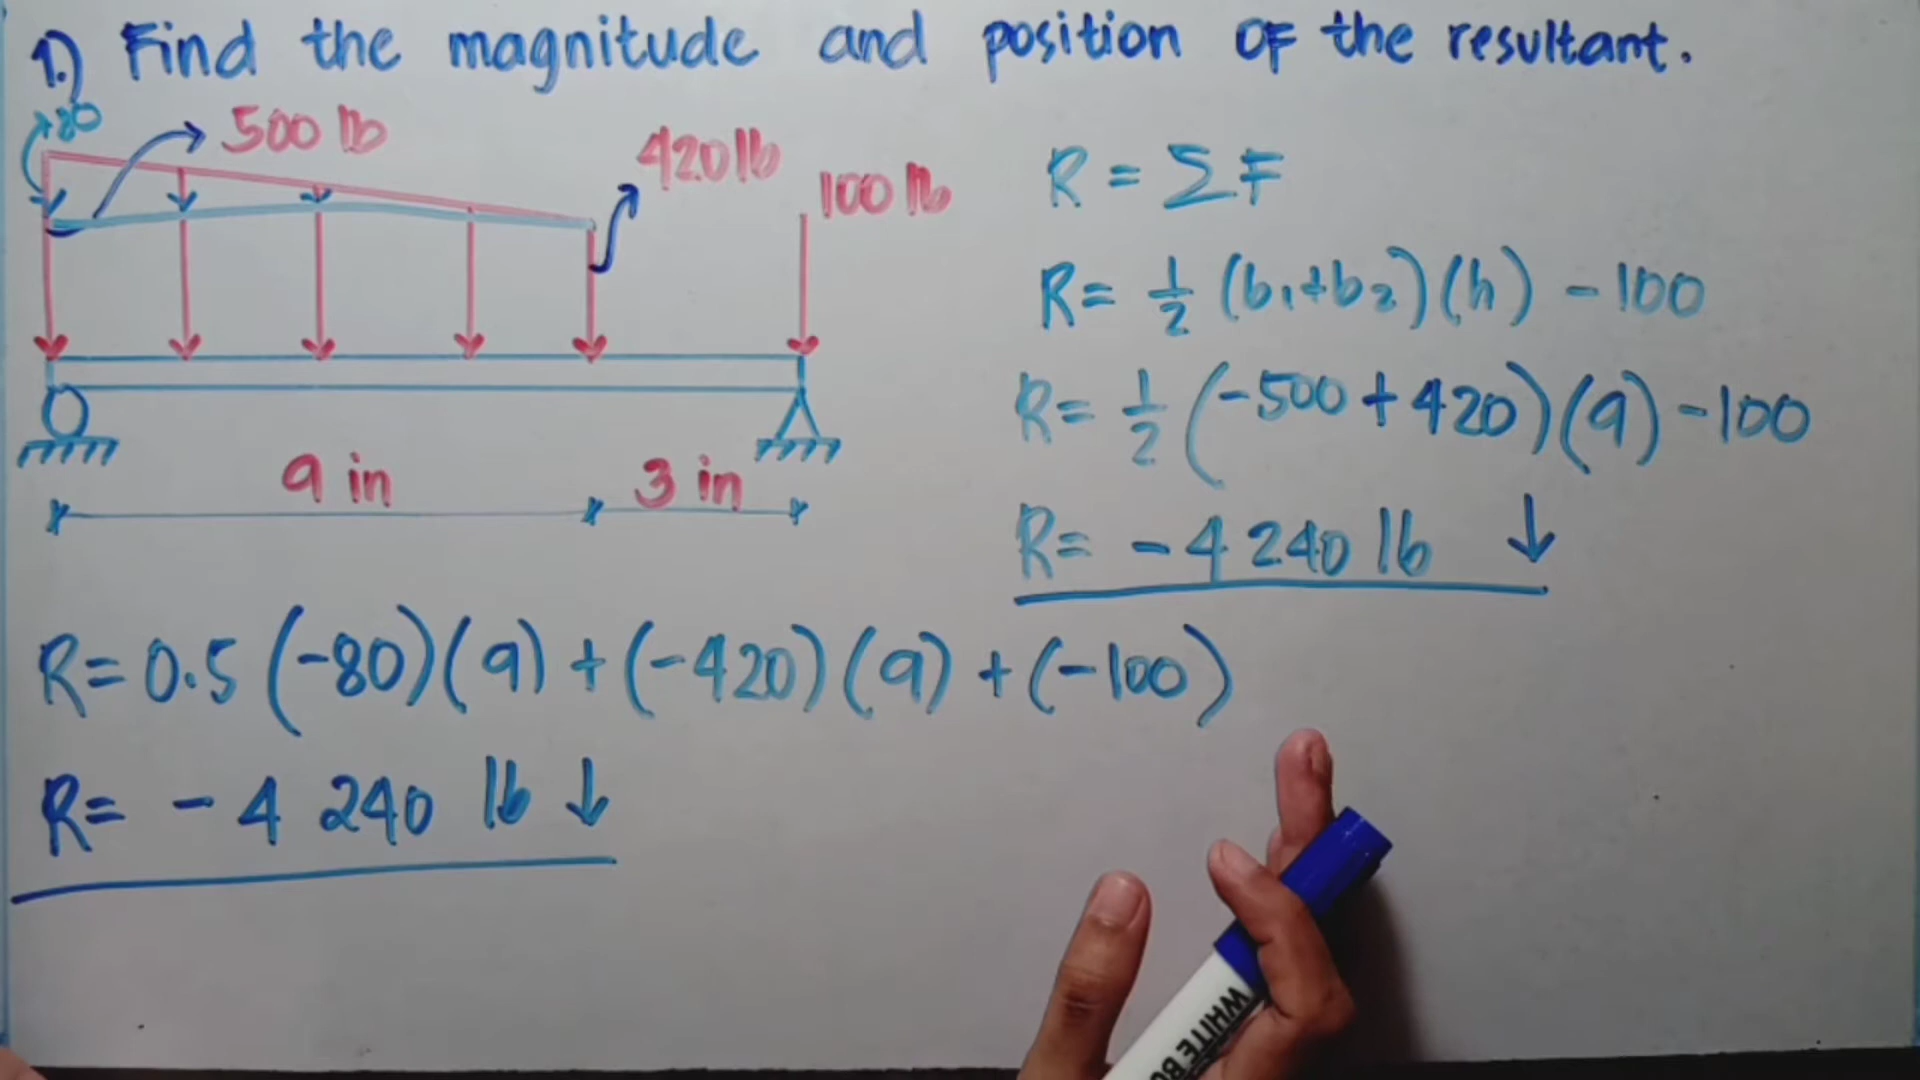 1.) Find the magnitude and position of the resultant.
80
500 lb
420 lb
100 lb
9 in
3 in
R = ΣF
R = 1/2 (b1+b2)(h) - 100
R = 1/2 (-500 + 420)(9) - 100
R = - 4 240 lb ↓
R = 0.5 (-80)(9) + (-420)(9) + (-100)
R = - 4 240 lb ↓
WHITE BO